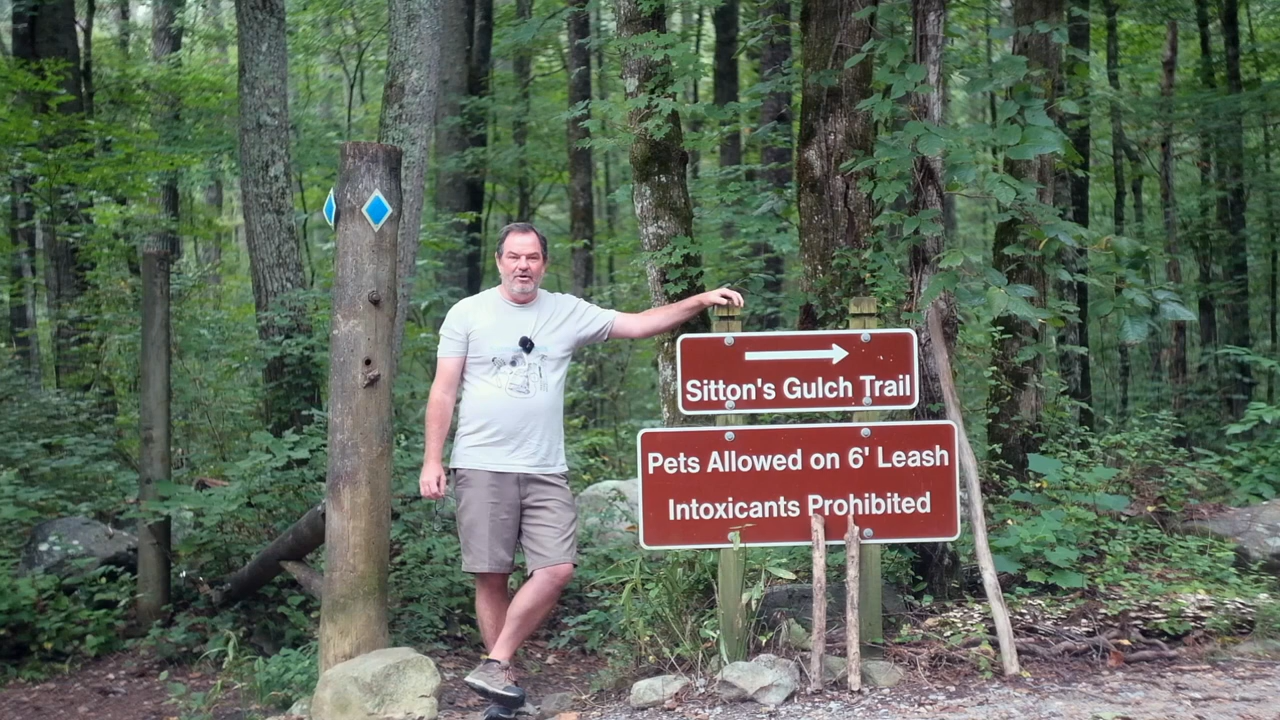 Sitton's Gulch Trail
Pets Allowed on 6' Leash
Intoxicants Prohibited